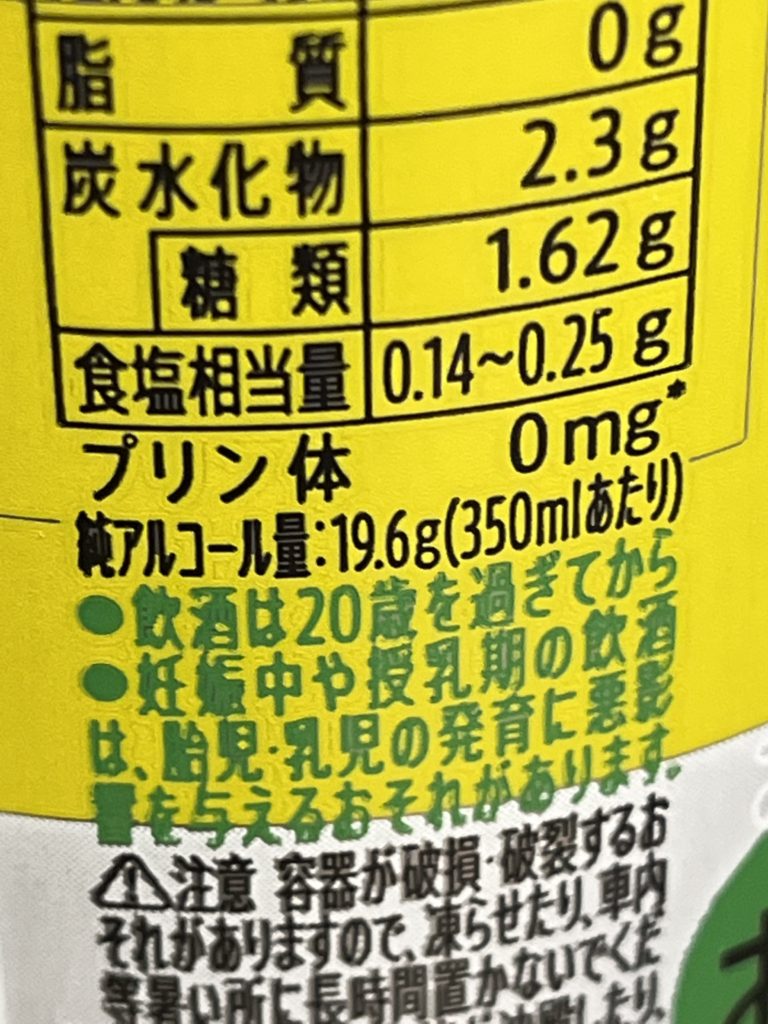 脂質 0g
炭水化物 2.3g
糖類 1.62g
食塩相当量 0.14~0.25g
プリン体 0mg*
純アルコール量:19.6g(350mlあたり)
●飲酒は20歳を過ぎてから
●妊娠中や授乳期の飲酒
は、胎児・乳児の発育に悪影
響を与えるおそれがあります。
⚠注意 容器が破損・破裂するお
それがありますので、凍らせたり、車内
等暑い所に長時間置かないでくだ